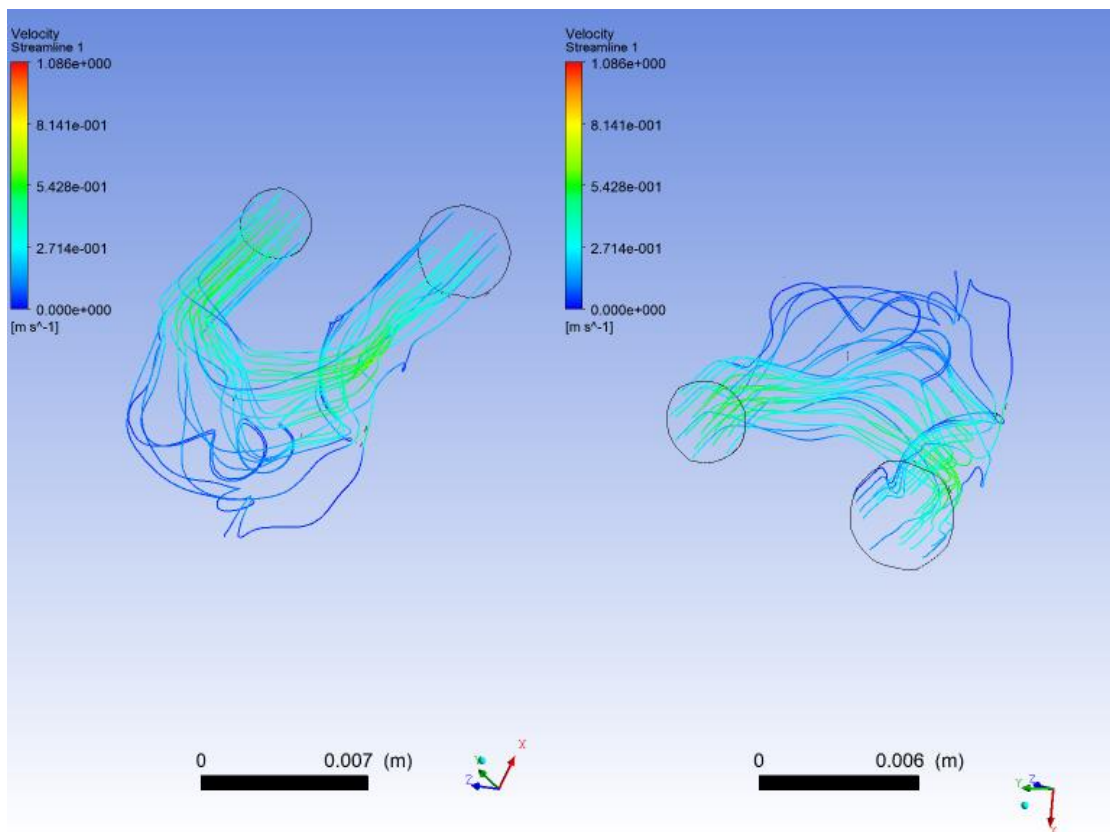 Velocity
Streamline 1
1.086e+000
8.141e-001
5.428e-001
2.714e-001
0.000e+000
[m s^-1]
0 0.007 (m)
X
Y
Z
Velocity
Streamline 1
1.086e+000
8.141e-001
5.428e-001
2.714e-001
0.000e+000
[m s^-1]
0 0.006 (m)
Z
Y
X